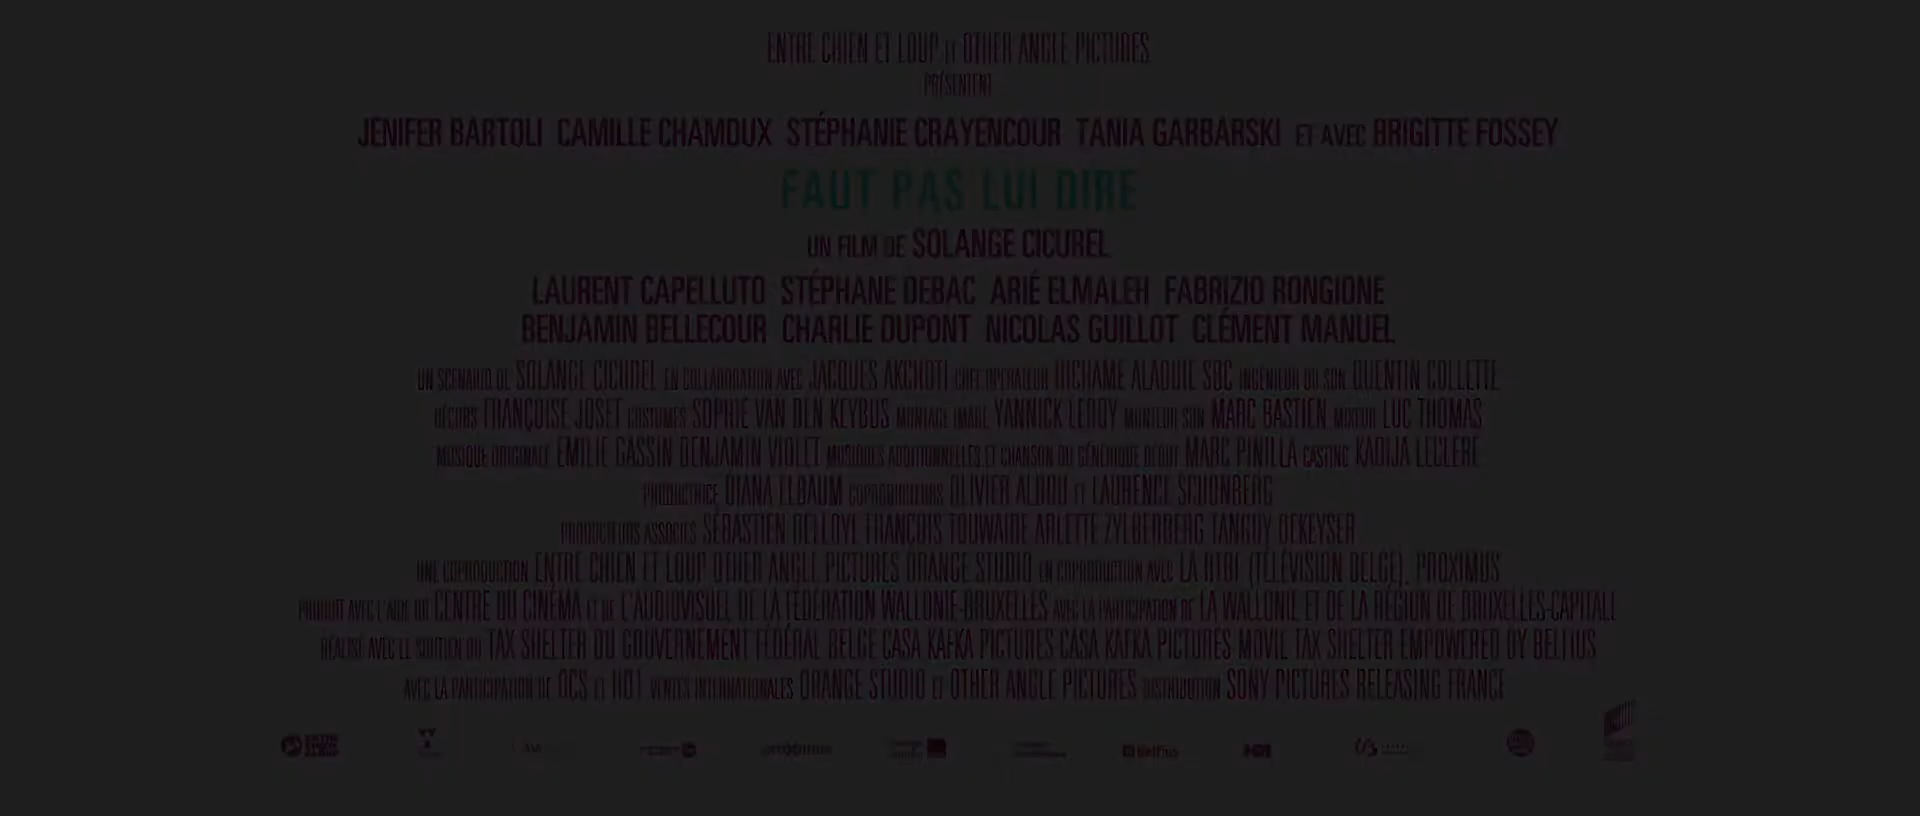 ENTRE CHIEN ET LOUP ET OTHER ANGLE PICTURES
PRÉSENTENT
JENIFER BARTOLI CAMILLE CHAMOUX STÉPHANIE CRAYENCOUR TANIA GARBARSKI ET AVEC BRIGITTE FOSSEY
FAUT PAS LUI DIRE
UN FILM DE SOLANGE CICUREL
LAURENT CAPELLUTO STÉPHANE DEBAC ARIÉ ELMALEH FABRIZIO RONGIONE
BENJAMIN BELLECOUR CHARLIE DUPONT NICOLAS GUILLOT CLÉMENT MANUEL
UN SCÉNARIO DE SOLANGE CICUREL EN COLLABORATION AVEC JACQUES AKCHOTI CHEF OPÉRATEUR HICHAME ALAOUIE SBC INGÉNIEUR DU SON QUENTIN COLLETTE
DÉCORS FRANÇOISE JOSET COSTUMES SOPHIE VAN DEN KEYBUS MONTAGE IMAGE YANNICK LEROY MONTEUR SON MARC BASTIEN MIXEUR LUC THOMAS
MUSIQUE ORIGINALE EMILIE GASSIN BENJAMIN VIOLET MUSIQUES ADDITIONNELLES ET CHANSON DU GÉNÉRIQUE DEBUT MARC PINILLA CASTING KADIJA LECLERE
PRODUCTRICE DIANA ELBAUM COPRODUCTEURS OLIVIER ALBOU ET LAURENCE SCHONBERG
PRODUCTEURS ASSOCIÉS SÉBASTIEN DELLOYE FRANÇOIS TOUWAIDE ARLETTE ZYLBERBERG TANGUY DEKEYSER
UNE COPRODUCTION ENTRE CHIEN ET LOUP OTHER ANGLE PICTURES ORANGE STUDIO EN COPRODUCTION AVEC LA RTBF (TÉLÉVISION BELGE), PROXIMUS
PRODUIT AVEC L'AIDE DU CENTRE DU CINÉMA ET DE L'AUDIOVISUEL DE LA FÉDÉRATION WALLONIE-BRUXELLES AVEC LA PARTICIPATION DE LA WALLONIE ET DE LA RÉGION DE BRUXELLES-CAPITALE
RÉALISÉ AVEC LE SOUTIEN DU TAX SHELTER DU GOUVERNEMENT FÉDÉRAL BELGE CASA KAFKA PICTURES CASA KAFKA PICTURES MOVIE TAX SHELTER EMPOWERED BY BELFIUS
AVEC LA PARTICIPATION DE OCS ET HOT VENTES INTERNATIONALES ORANGE STUDIO ET OTHER ANGLE PICTURES DISTRIBUTION SONY PICTURES RELEASING FRANCE
proximus Belfius